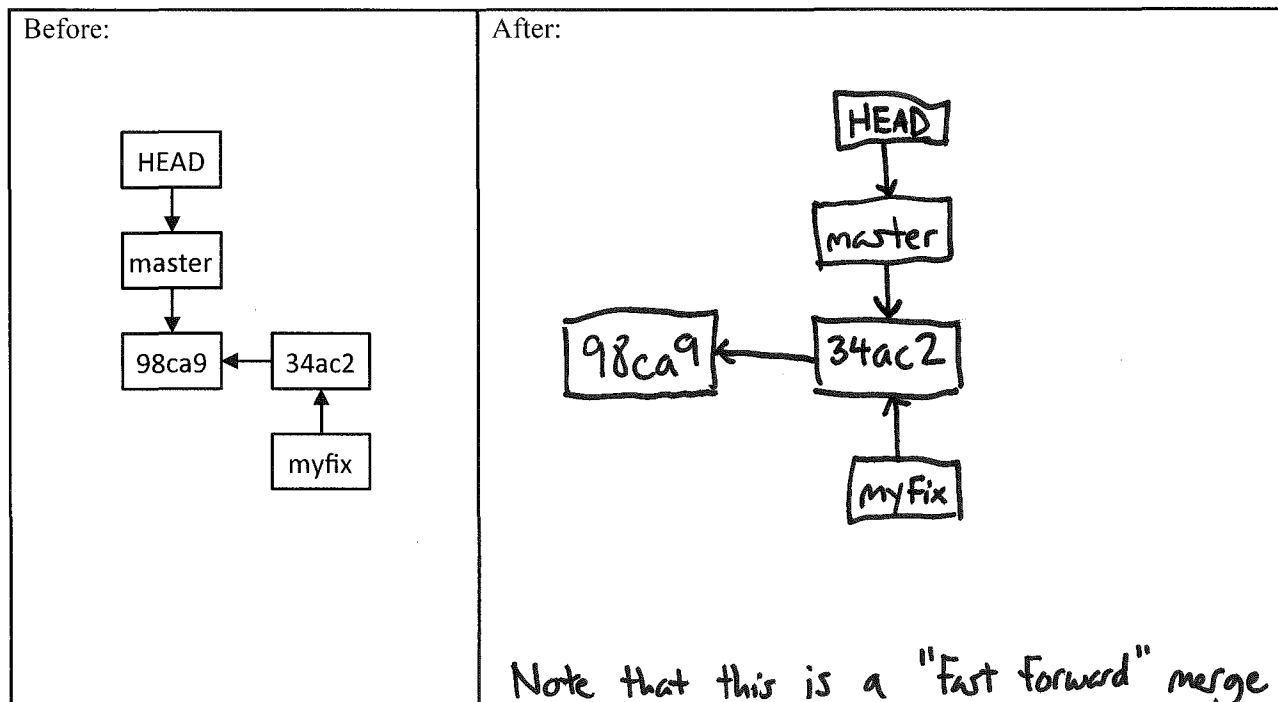 Before:
HEAD
master
98ca9
34ac2
myfix
After:
HEAD
master
98ca9
34ac2
myfix
Note that this is a "fast forward" merge